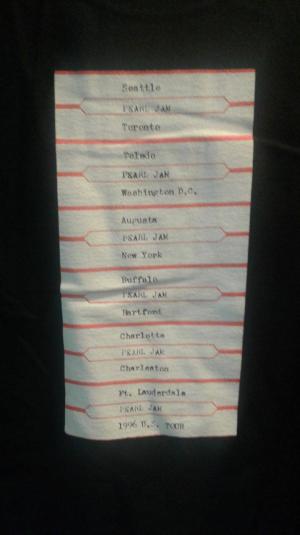 Seattle
PEARL JAM
Toronto
Toledo
PEARL JAM
Washington D.C.
Augusta
PEARL JAM
New York
Buffalo
PEARL JAM
Hartford
Charlotte
PEARL JAM
Charleston
Ft. Lauderdale
PEARL JAM
1996 U.S. TOUR